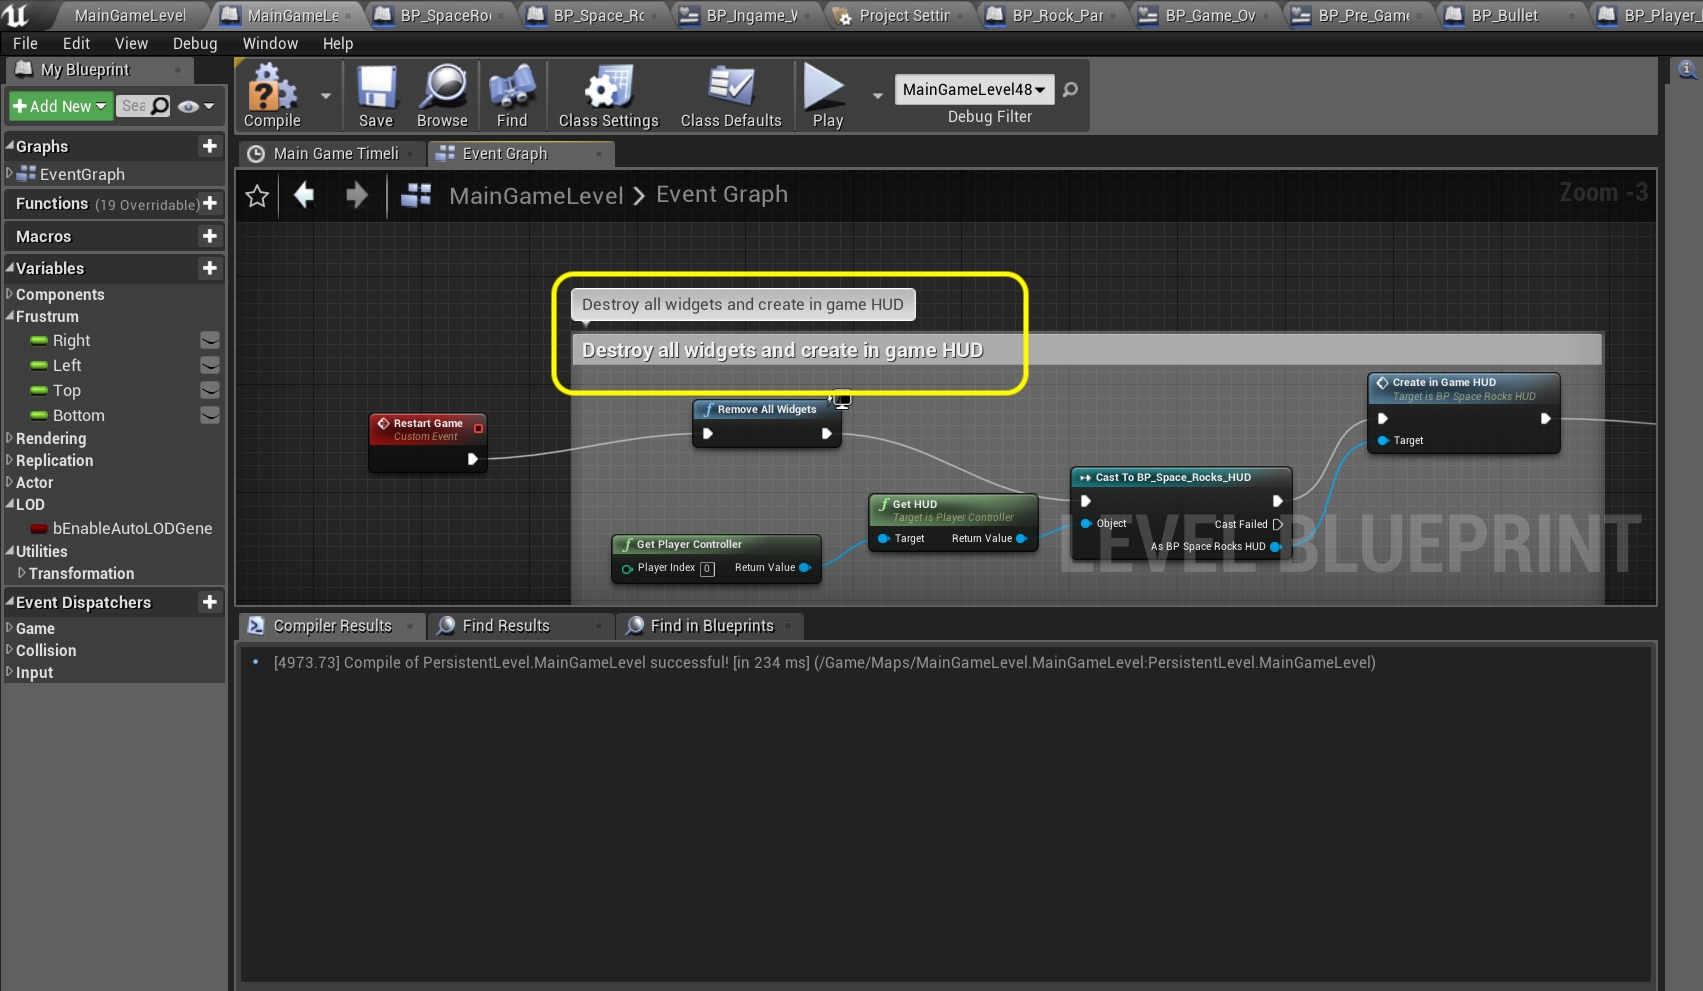 MainGameLevel
MainGameLe
BP_SpaceRo
BP_Space_Ro
BP_Ingame_
Project Settin
BP_Rock_Par
BP_Game_Ov
BP_Pre_Game
BP_Bullet
BP_Player_
File Edit View Debug Window Help
My Blueprint
Add New
Sea
Compile Save Browse Find Class Settings Class Defaults Play
MainGameLevel48
Debug Filter
Graphs
EventGraph
Functions (19 Overridable)
Macros
Variables
Components
Frustrum
Right
Left
Top
Bottom
Rendering
Replication
Actor
LOD
bEnableAutoLODGene
Utilities
Transformation
Event Dispatchers
Game
Collision
Input
Main Game Timeli
Event Graph
MainGameLevel > Event Graph
Zoom -3
Destroy all widgets and create in game HUD
Destroy all widgets and create in game HUD
Restart Game
Custom Event
Remove All Widgets
Create in Game HUD
Target is BP Space Rocks HUD
Target
Get Player Controller
Player Index 0 Return Value
Get HUD
Target is Player Controller
Target Return Value
Cast To BP_Space_Rocks_HUD
Object Cast Failed
As BP Space Rocks HUD
LEVEL BLUEPRINT
Compiler Results
Find Results
Find in Blueprints
[4973.73] Compile of PersistentLevel.MainGameLevel successful! [in 234 ms] (/Game/Maps/MainGameLevel.MainGameLevel:PersistentLevel.MainGameLevel)